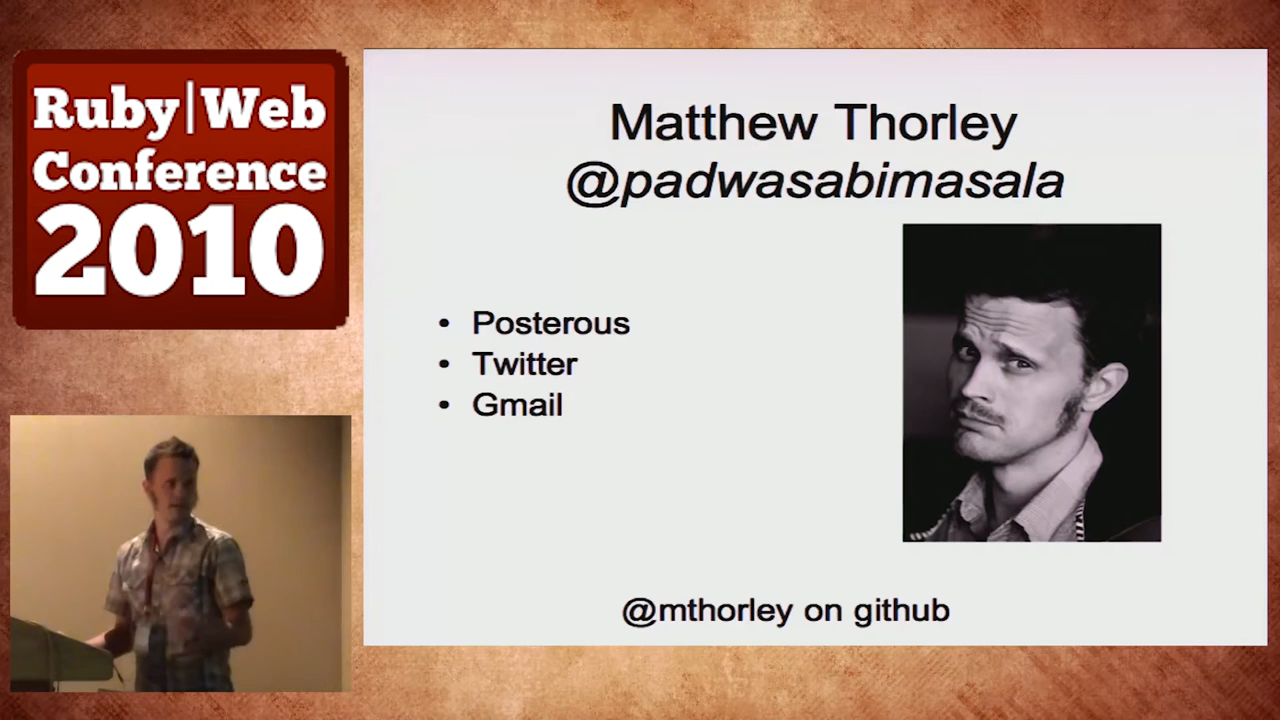 Ruby|Web
Conference
2010
Matthew Thorley
@padwasabimasala
• Posterous
• Twitter
• Gmail
@mthorley on github